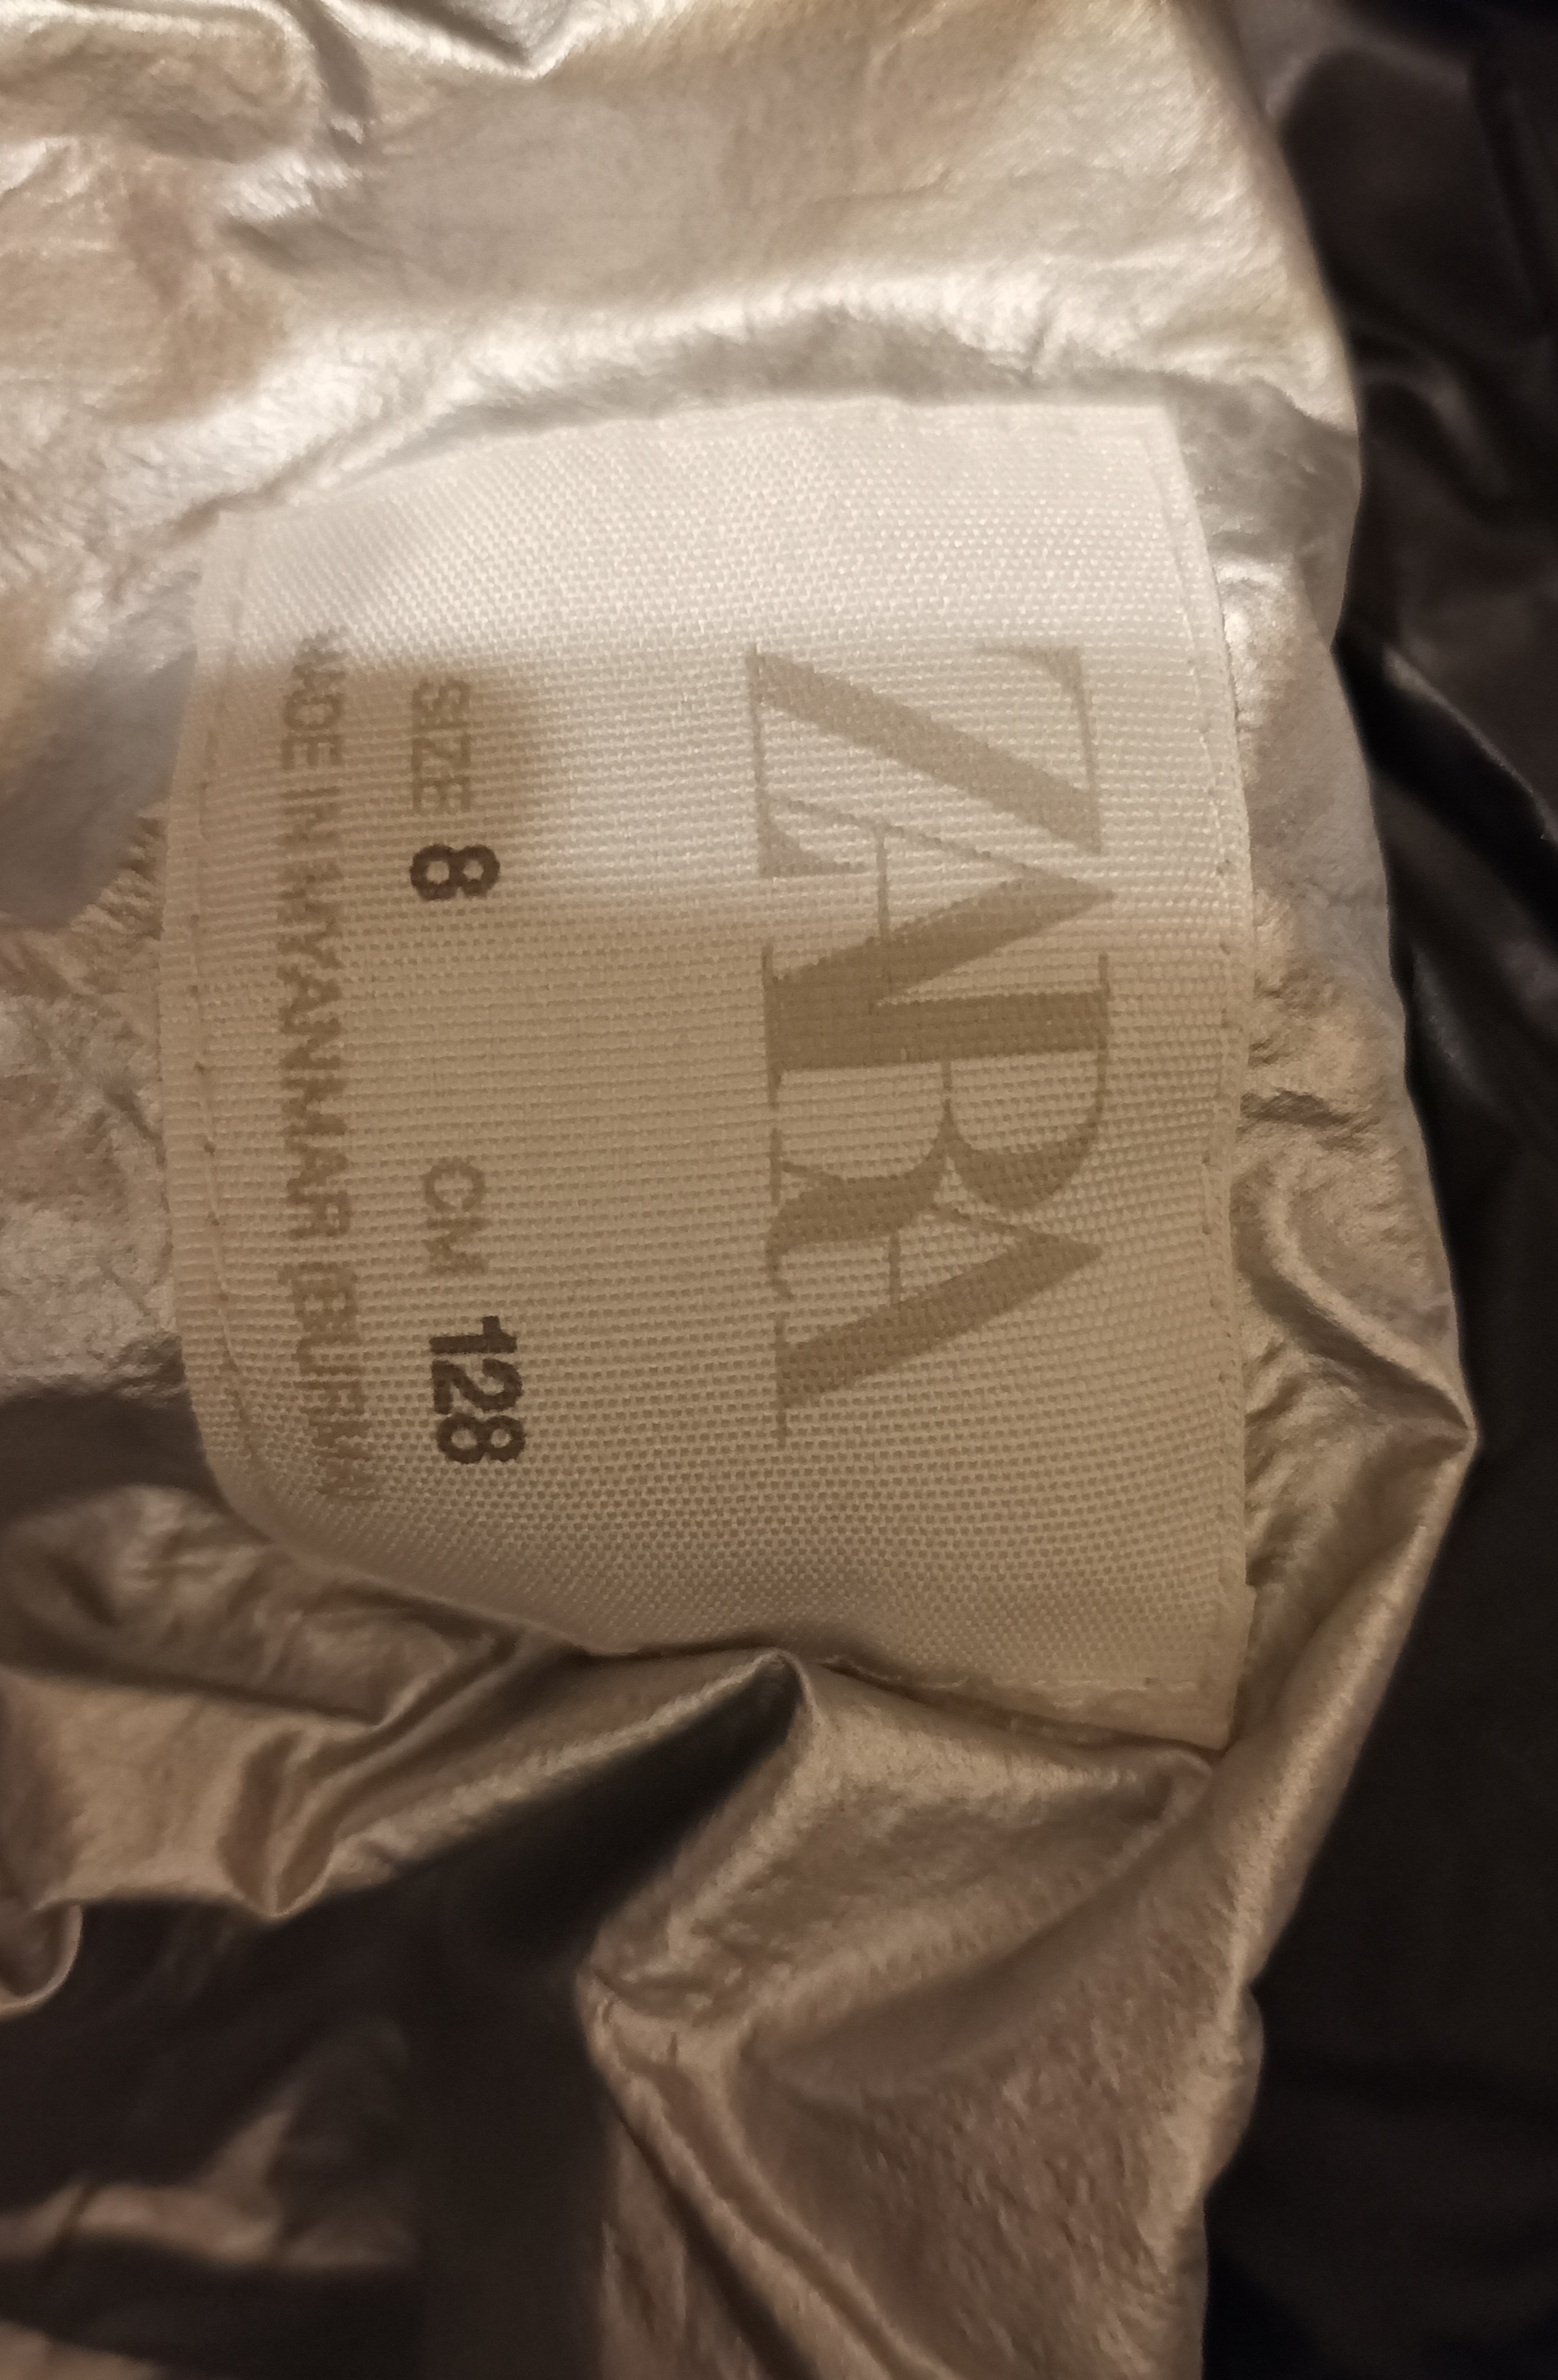 ZARA
SIZE 8 CM 128
MADE IN MYANMAR (BURMA)